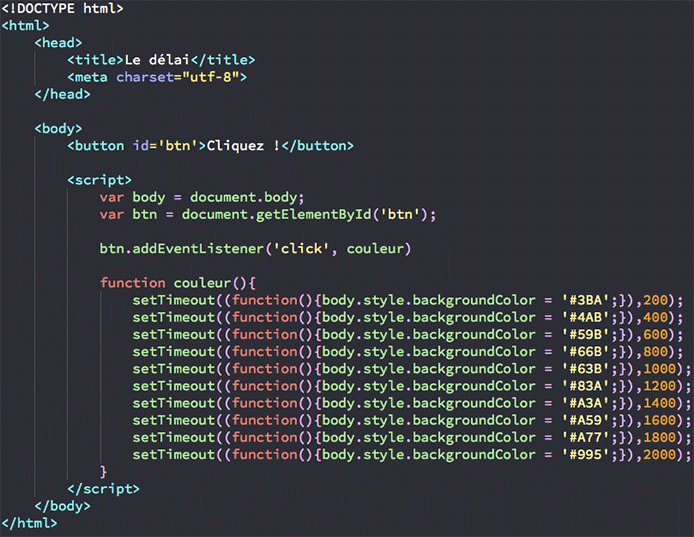 <!DOCTYPE html>
<html>
<head>
<title>Le délai</title>
<meta charset="utf-8">
</head>
<body>
<button id='btn'>Cliquez !</button>
<script>
var body = document.body;
var btn = document.getElementById('btn');
btn.addEventListener('click', couleur)
function couleur(){
setTimeout((function(){body.style.backgroundColor = '#3BA';}),200);
setTimeout((function(){body.style.backgroundColor = '#4AB';}),400);
setTimeout((function(){body.style.backgroundColor = '#59B';}),600);
setTimeout((function(){body.style.backgroundColor = '#66B';}),800);
setTimeout((function(){body.style.backgroundColor = '#63B';}),1000);
setTimeout((function(){body.style.backgroundColor = '#83A';}),1200);
setTimeout((function(){body.style.backgroundColor = '#A3A';}),1400);
setTimeout((function(){body.style.backgroundColor = '#A59';}),1600);
setTimeout((function(){body.style.backgroundColor = '#A77';}),1800);
setTimeout((function(){body.style.backgroundColor = '#995';}),2000);
}
</script>
</body>
</html>